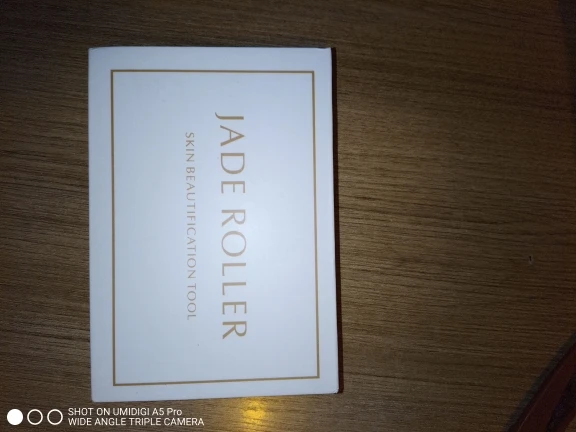 JADE ROLLER
SKIN BEAUTIFICATION TOOL
SHOT ON UMIDIGI A5 Pro
WIDE ANGLE TRIPLE CAMERA